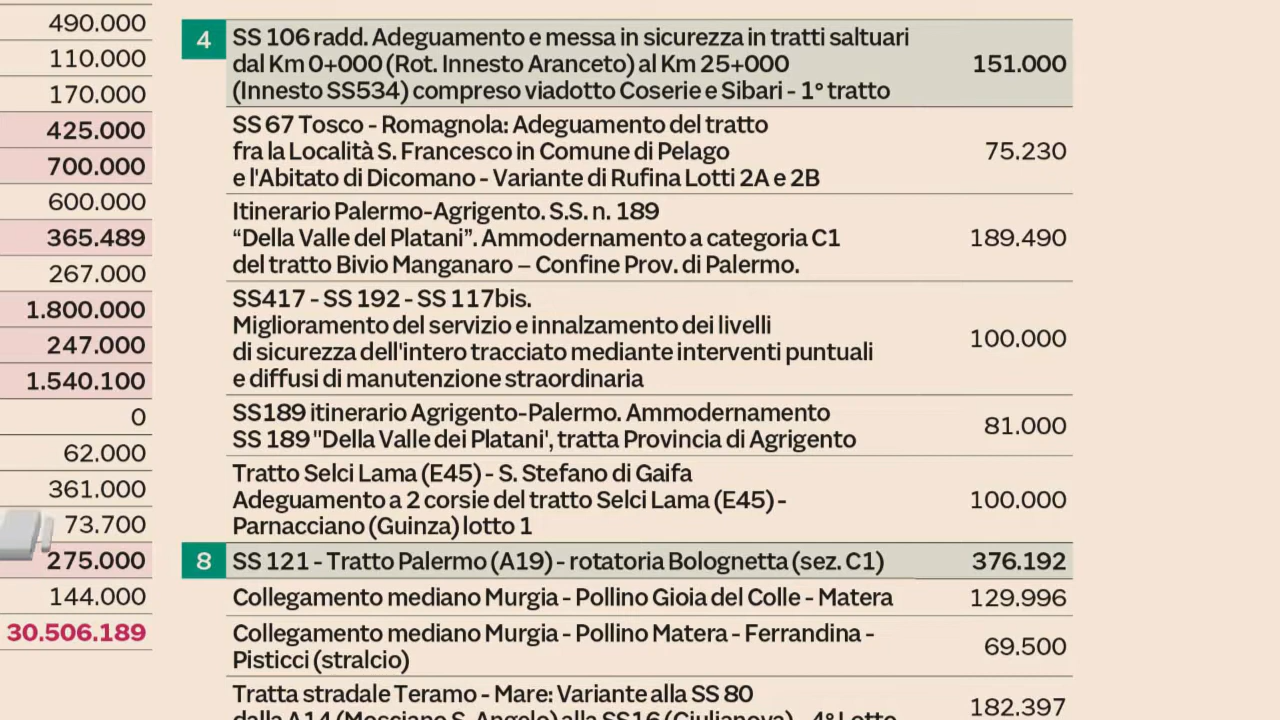 490.000
110.000
170.000
425.000
700.000
600.000
365.489
267.000
1.800.000
247.000
1.540.100
0
62.000
361.000
73.700
275.000
144.000
30.506.189
4
SS 106 radd. Adeguamento e messa in sicurezza in tratti saltuari
dal Km 0+000 (Rot. Innesto Aranceto) al Km 25+000
(Innesto SS534) compreso viadotto Coserie e Sibari - 1° tratto
151.000
SS 67 Tosco - Romagnola: Adeguamento del tratto
fra la Località S. Francesco in Comune di Pelago
e l'Abitato di Dicomano - Variante di Rufina Lotti 2A e 2B
75.230
Itinerario Palermo-Agrigento. S.S. n. 189
“Della Valle del Platani”. Ammodernamento a categoria C1
del tratto Bivio Manganaro – Confine Prov. di Palermo.
189.490
SS417 - SS 192 - SS 117bis.
Miglioramento del servizio e innalzamento dei livelli
di sicurezza dell'intero tracciato mediante interventi puntuali
e diffusi di manutenzione straordinaria
100.000
SS189 itinerario Agrigento-Palermo. Ammodernamento
SS 189 "Della Valle dei Platani', tratta Provincia di Agrigento
81.000
Tratto Selci Lama (E45) - S. Stefano di Gaifa
Adeguamento a 2 corsie del tratto Selci Lama (E45) -
Parnacciano (Guinza) lotto 1
100.000
8
SS 121 - Tratto Palermo (A19) - rotatoria Bolognetta (sez. C1)
376.192
Collegamento mediano Murgia - Pollino Gioia del Colle - Matera
129.996
Collegamento mediano Murgia - Pollino Matera - Ferrandina -
Pisticci (stralcio)
69.500
Tratta stradale Teramo - Mare: Variante alla SS 80
dalla A14 (Mosciano S. Angelo) alla SS16 (Giulianova) - 4° Lotto
182.397